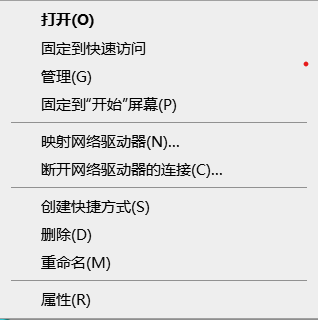 打开(O)
固定到快速访问
管理(G)
固定到“开始”屏幕(P)
映射网络驱动器(N)...
断开网络驱动器的连接(C)...
创建快捷方式(S)
删除(D)
重命名(M)
属性(R)